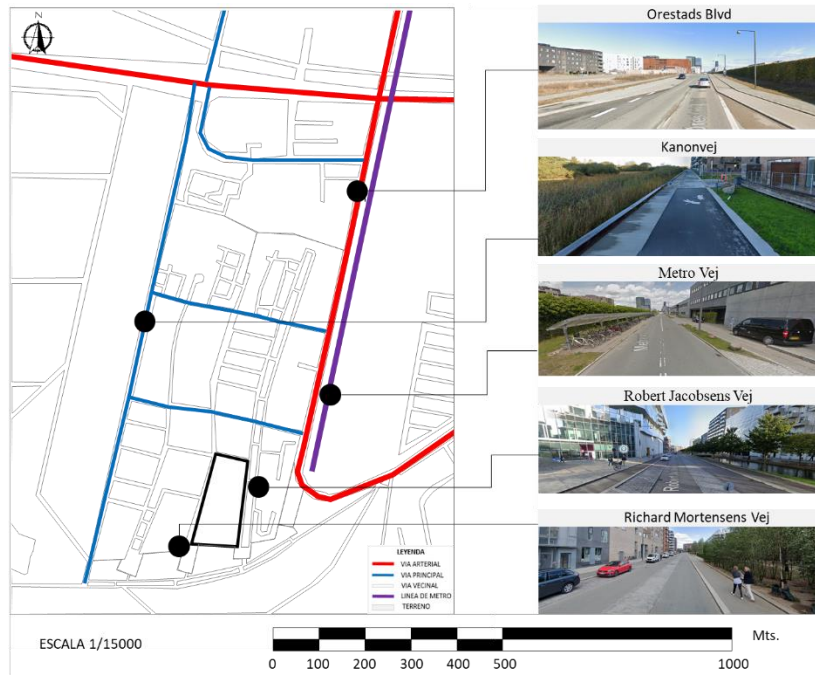 Z
Orestads Blvd
Kanonvej
Metro Vej
Robert Jacobsens Vej
Richard Mortensens Vej
LEYENDA
VIA ARTERIAL
VIA PRINCIPAL
VIA VECINAL
LINEA DE METRO
TERRENO
ESCALA 1/15000
Mts.
0 100 200 300 400 500 1000